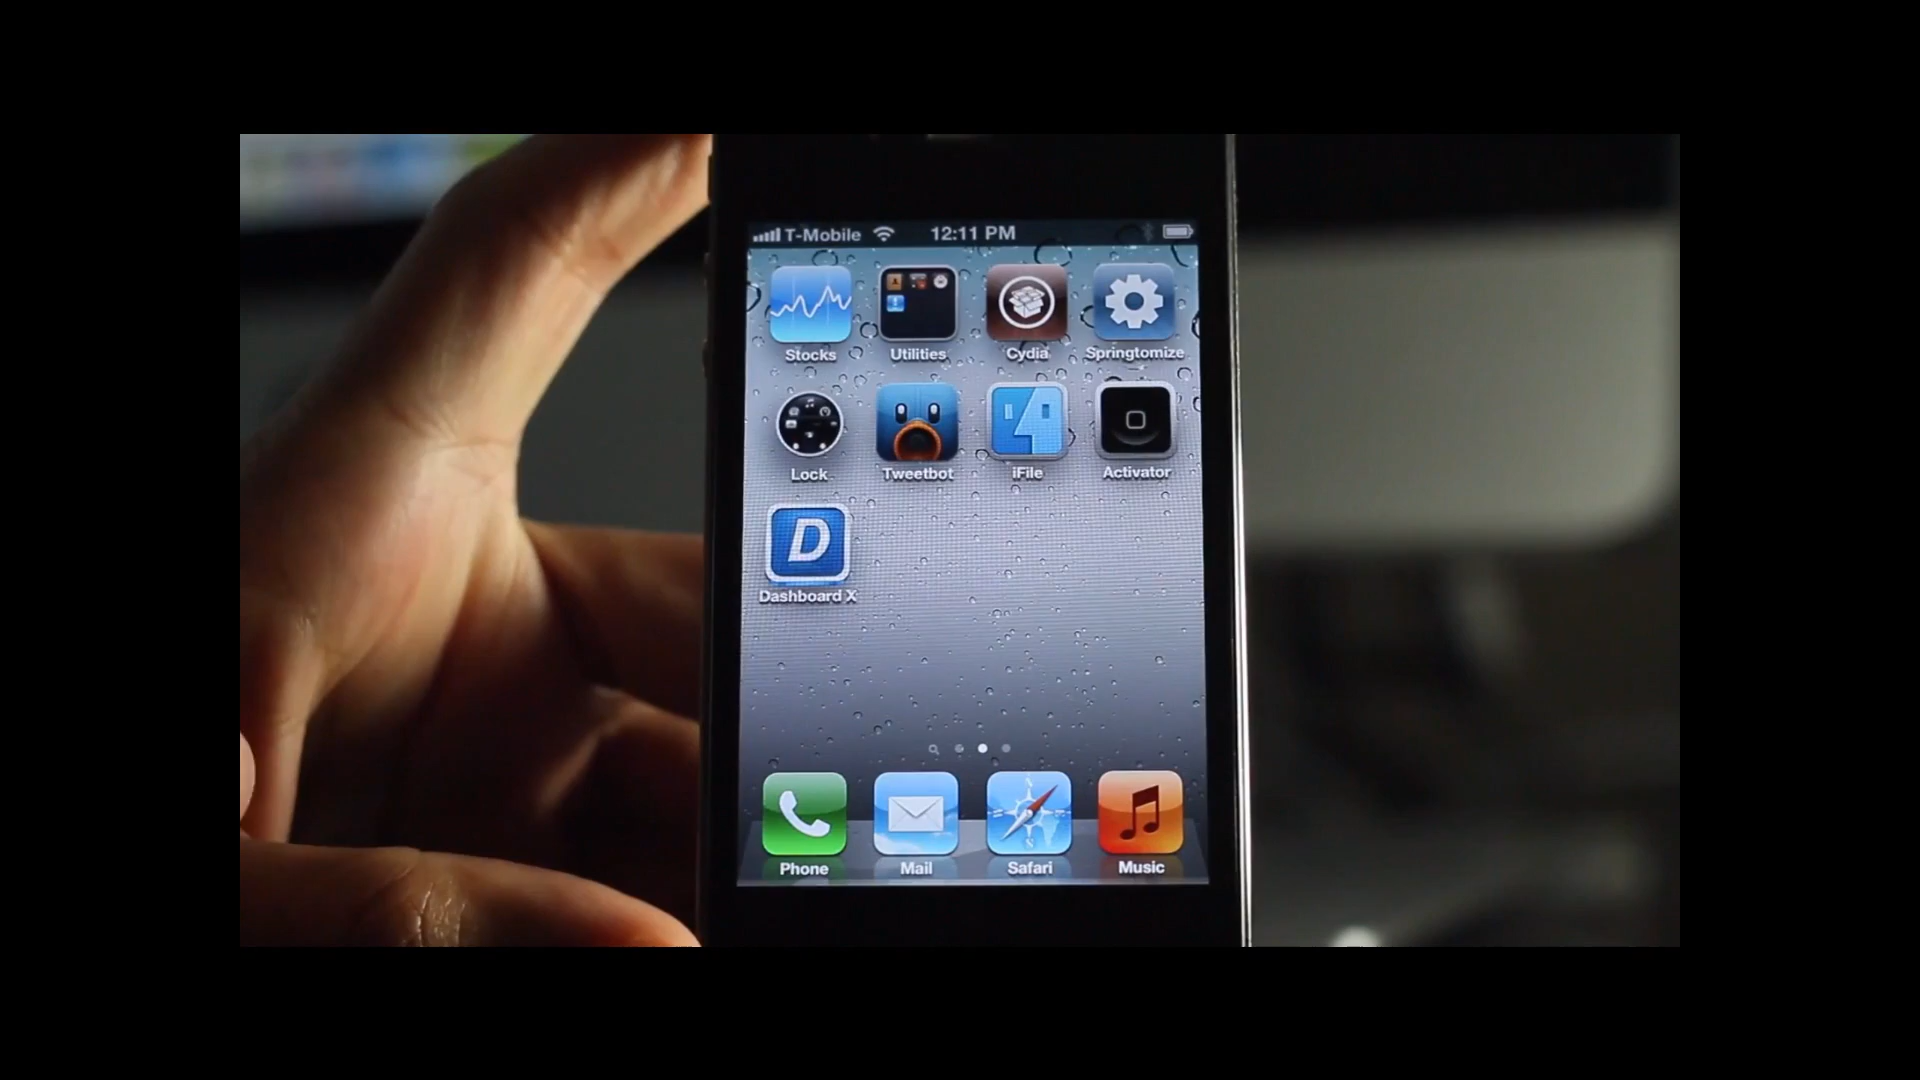 T-Mobile 12:11 PM
Stocks Utilities Cydia Springtomize
Lock Tweetbot iFile Activator
D
Dashboard X
Phone Mail Safari Music